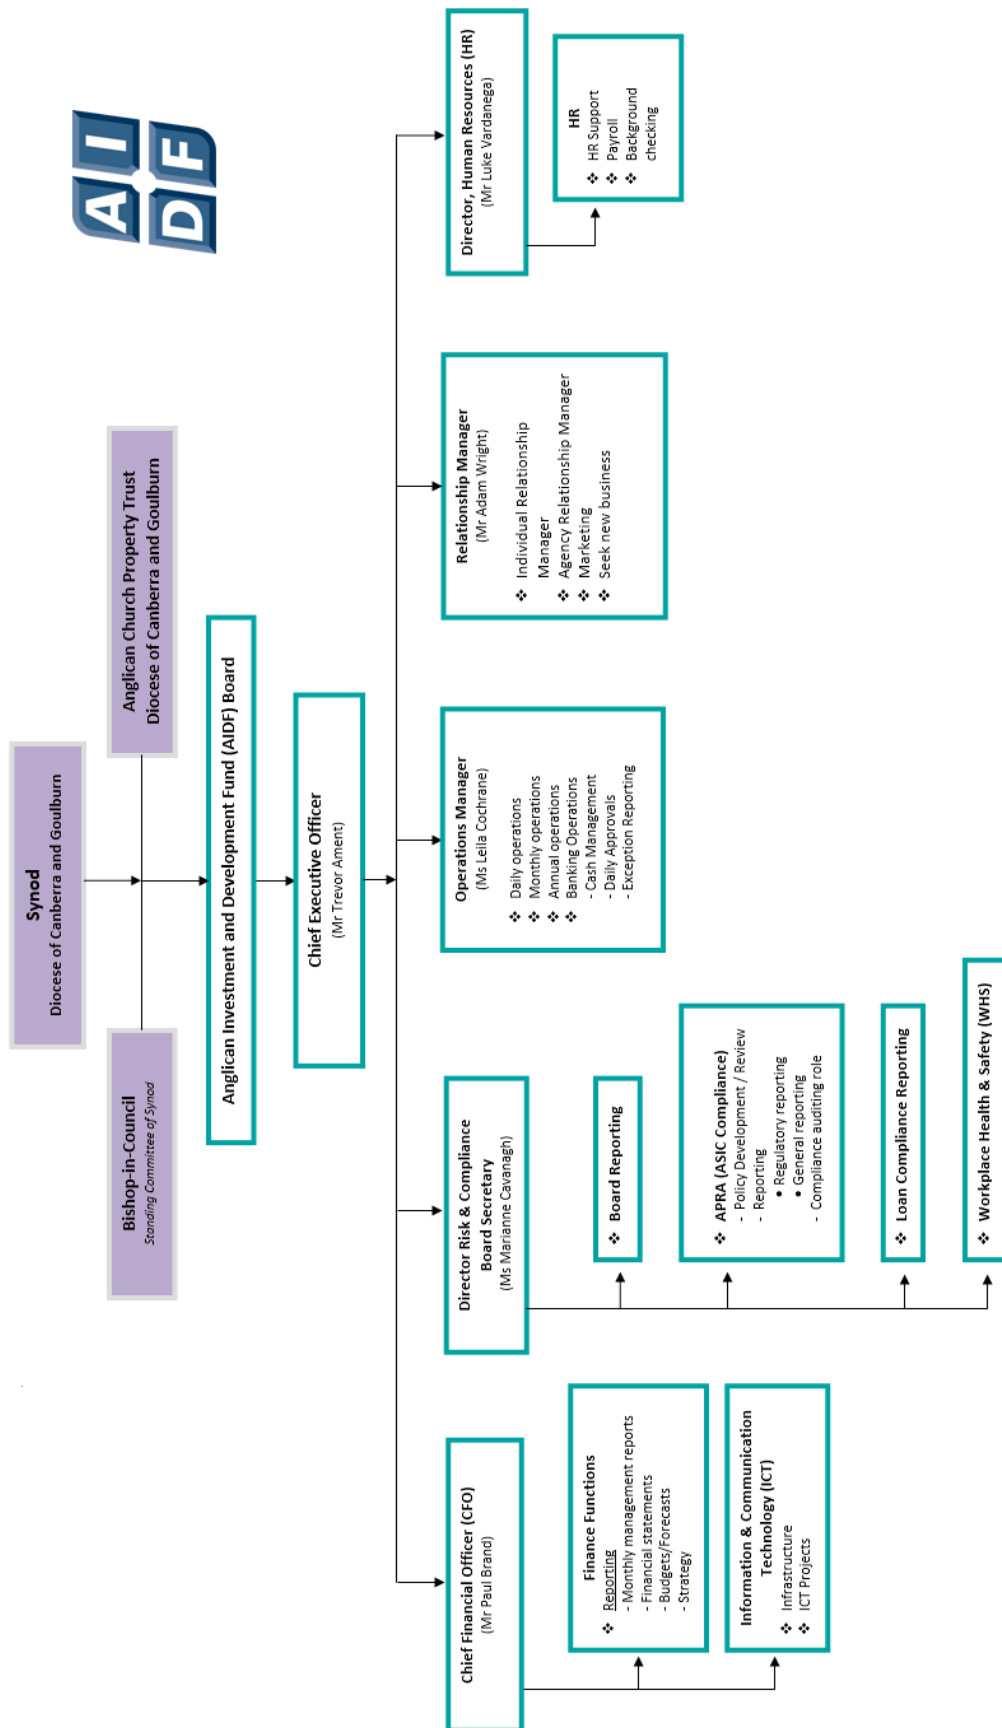 A I
D F
Synod
Diocese of Canberra and Goulburn
Bishop-in-Council
Standing Committee of Synod
Anglican Church Property Trust
Diocese of Canberra and Goulburn
Anglican Investment and Development Fund (AIDF) Board
Chief Executive Officer
(Mr Trevor Ament)
Chief Financial Officer (CFO)
(Mr Paul Brand)
Finance Functions
❖ Reporting
- Monthly management reports
- Financial statements
- Budgets/Forecasts
- Strategy
Information & Communication
Technology (ICT)
❖ Infrastructure
❖ ICT Projects
Director Risk & Compliance
Board Secretary
(Ms Marianne Cavanagh)
❖ Board Reporting
❖ APRA (ASIC Compliance)
- Policy Development / Review
- Reporting
• Regulatory reporting
• General reporting
- Compliance auditing role
❖ Loan Compliance Reporting
❖ Workplace Health & Safety (WHS)
Operations Manager
(Ms Leila Cochrane)
❖ Daily operations
❖ Monthly operations
❖ Annual operations
❖ Banking Operations
- Cash Management
- Daily Approvals
- Exception Reporting
Relationship Manager
(Mr Adam Wright)
❖ Individual Relationship
Manager
❖ Agency Relationship Manager
❖ Marketing
❖ Seek new business
Director, Human Resources (HR)
(Mr Luke Vardanega)
HR
❖ HR Support
❖ Payroll
❖ Background
checking